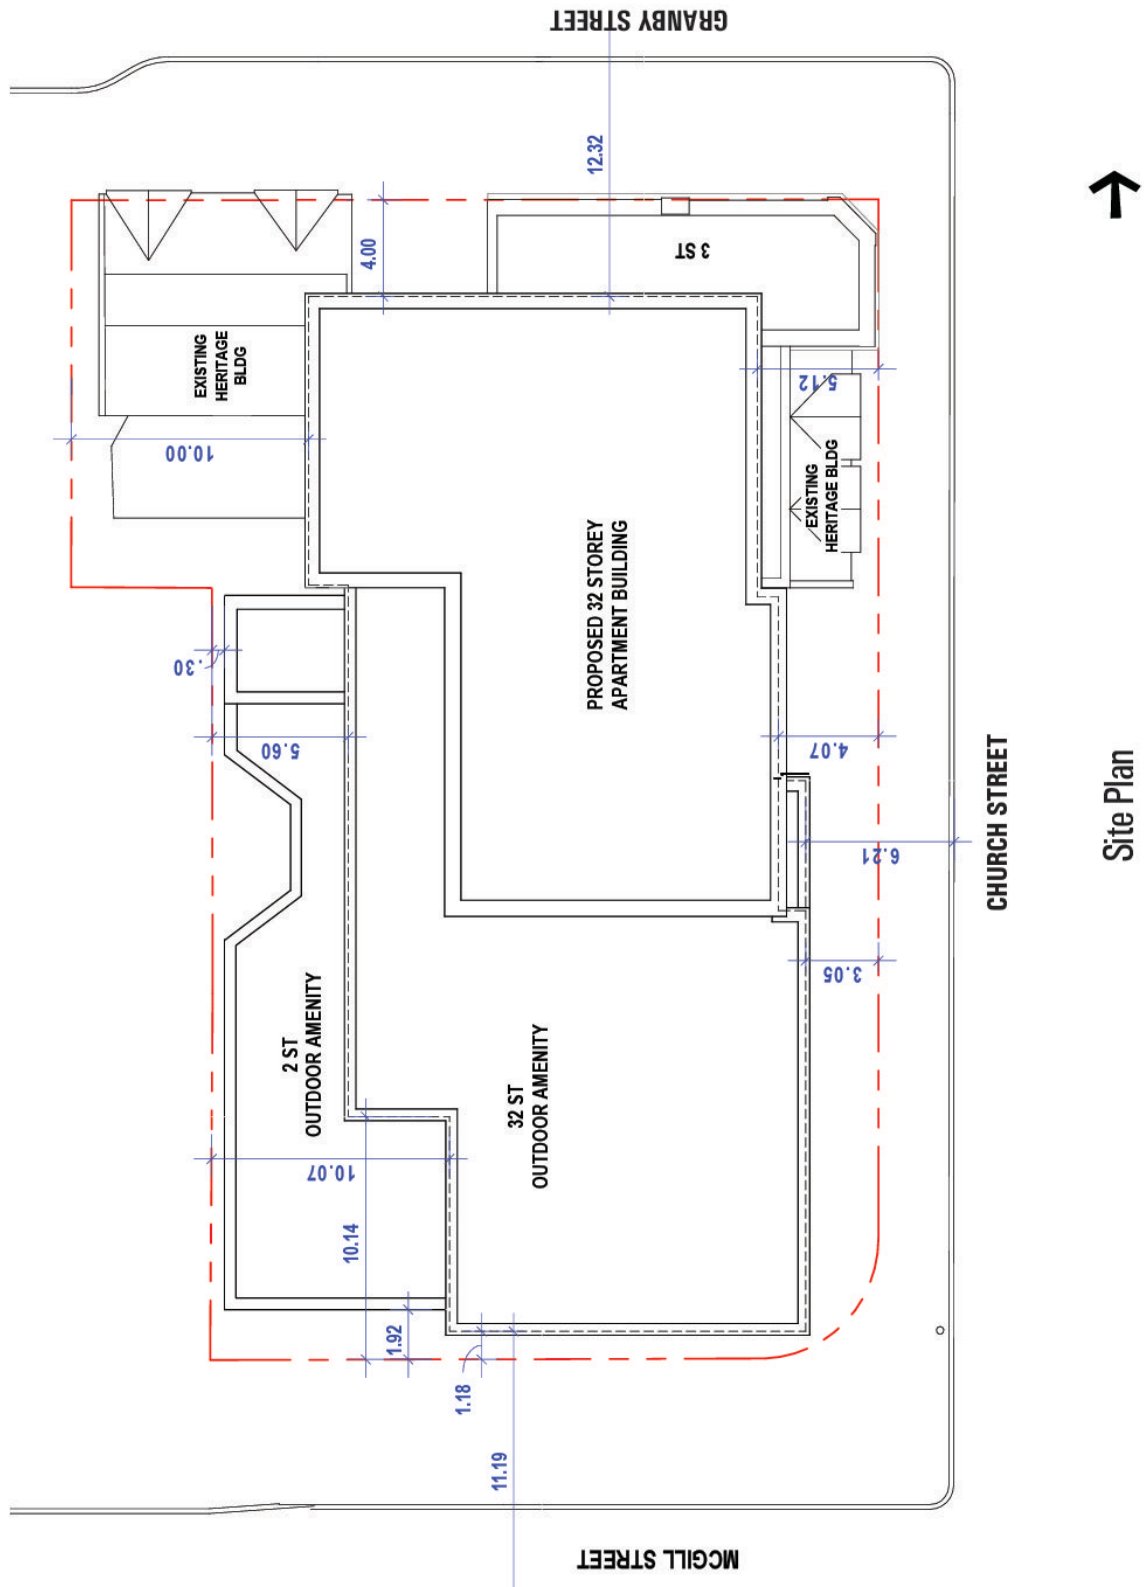 GRANBY STREET
12.32
4.00
3 ST
EXISTING
HERITAGE
BLDG
10.00
5.12
EXISTING
HERITAGE BLDG
PROPOSED 32 STOREY
APARTMENT BUILDING
.30
5.60
4.07
6.21
CHURCH STREET
Site Plan
3.05
2 ST
OUTDOOR AMENITY
32 ST
OUTDOOR AMENITY
10.07
10.14
1.92
1.18
11.19
MCGILL STREET